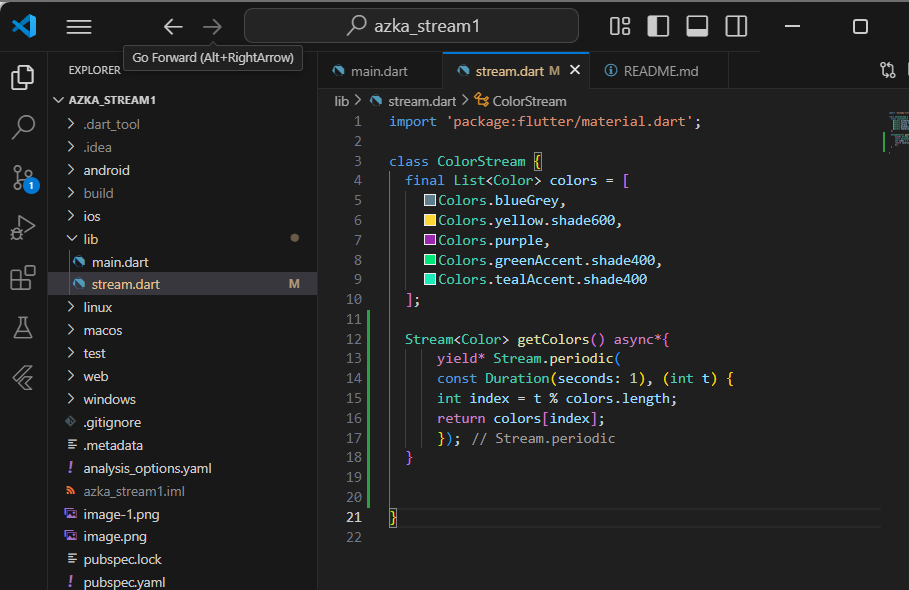 azka_stream1
Go Forward (Alt+RightArrow)
EXPLORER
main.dart
stream.dart M
README.md
AZKA_STREAM1
.dart_tool
.idea
android
build
ios
lib
main.dart
stream.dart M
linux
macos
test
web
windows
.gitignore
.metadata
analysis_options.yaml
azka_stream1.iml
image-1.png
image.png
pubspec.lock
pubspec.yaml
1
lib > stream.dart > ColorStream
1 import 'package:flutter/material.dart';
2
3 class ColorStream {
4 final List<Color> colors = [
5 Colors.blueGrey,
6 Colors.yellow.shade600,
7 Colors.purple,
8 Colors.greenAccent.shade400,
9 Colors.tealAccent.shade400
10 ];
11
12 Stream<Color> getColors() async*{
13 yield* Stream.periodic(
14 const Duration(seconds: 1), (int t) {
15 int index = t % colors.length;
16 return colors[index];
17 }); // Stream.periodic
18 }
19
20
21 }
22